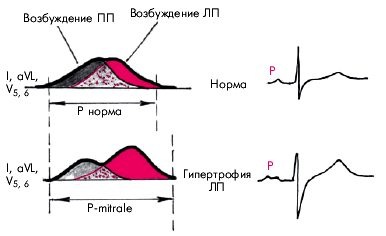 Возбуждение ПП
Возбуждение ЛП
I, aVL,
V5, 6
P норма
P
Норма
I, aVL,
V5, 6
P-mitrale
P
Гипертрофия
ЛП